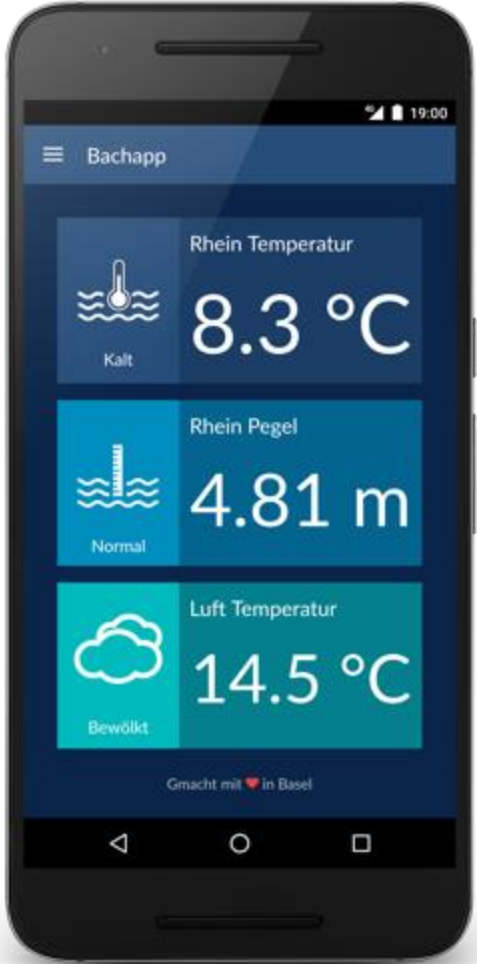 4G 19:00
Bachapp
Rhein Temperatur
8.3 °C
Kalt
Rhein Pegel
4.81 m
Normal
Luft Temperatur
14.5 °C
Bewölkt
Gmacht mit ❤ in Basel